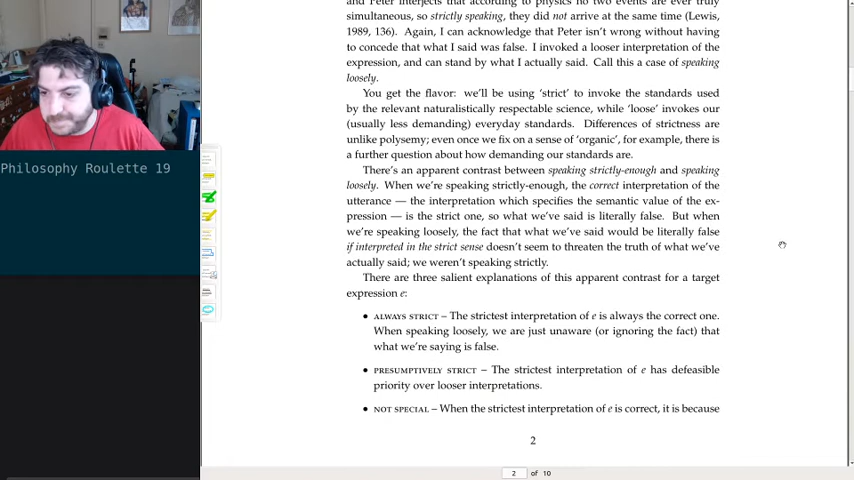 and Peter interjects that according to physics no two events are ever truly
simultaneous, so strictly speaking, they did not arrive at the same time (Lewis,
1989, 136). Again, I can acknowledge that Peter isn't wrong without having
to concede that what I said was false. I invoked a looser interpretation of the
expression, and can stand by what I actually said. Call this a case of speaking
loosely.
You get the flavor: we'll be using 'strict' to invoke the standards used
by the relevant naturalistically respectable science, while 'loose' invokes our
(usually less demanding) everyday standards. Differences of strictness are
unlike polysemy; even once we fix on a sense of 'organic', for example, there is
a further question about how demanding our standards are.
There's an apparent contrast between speaking strictly-enough and speaking
loosely. When we're speaking strictly-enough, the correct interpretation of the
utterance — the interpretation which specifies the semantic value of the ex-
pression — is the strict one, so what we've said is literally false. But when
we're speaking loosely, the fact that what we've said would be literally false
if interpreted in the strict sense doesn't seem to threaten the truth of what we've
actually said; we weren't speaking strictly.
There are three salient explanations of this apparent contrast for a target
expression e:
• ALWAYS STRICT – The strictest interpretation of e is always the correct one.
When speaking loosely, we are just unaware (or ignoring the fact) that
what we're saying is false.
• PRESUMPTIVELY STRICT – The strictest interpretation of e has defeasible
priority over looser interpretations.
• NOT SPECIAL – When the strictest interpretation of e is correct, it is because
2
2 of 10
Philosophy Roulette 19